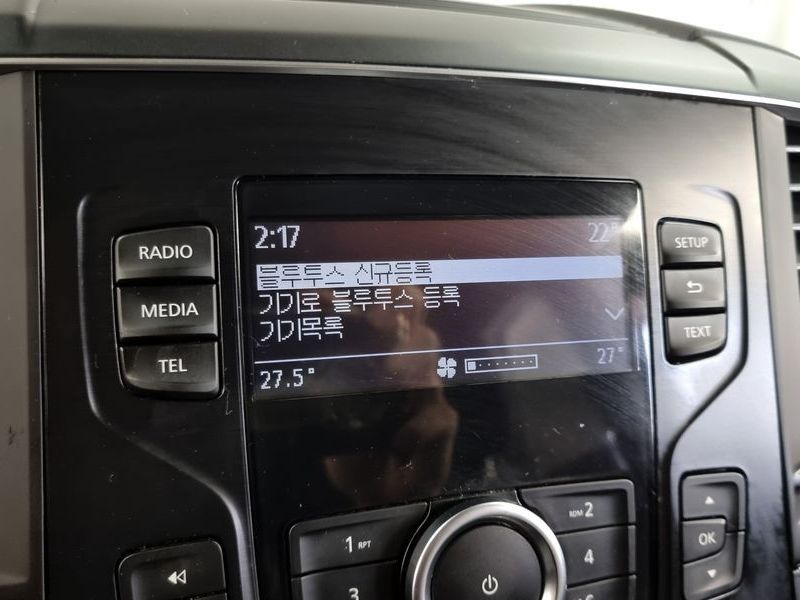 2:17 22°
블루투스 신규등록
기기로 블루투스 등록
기기목록
27.5° 27°
RADIO
MEDIA
TEL
SETUP
TEXT
1 RPT
RDM 2
3
4
OK